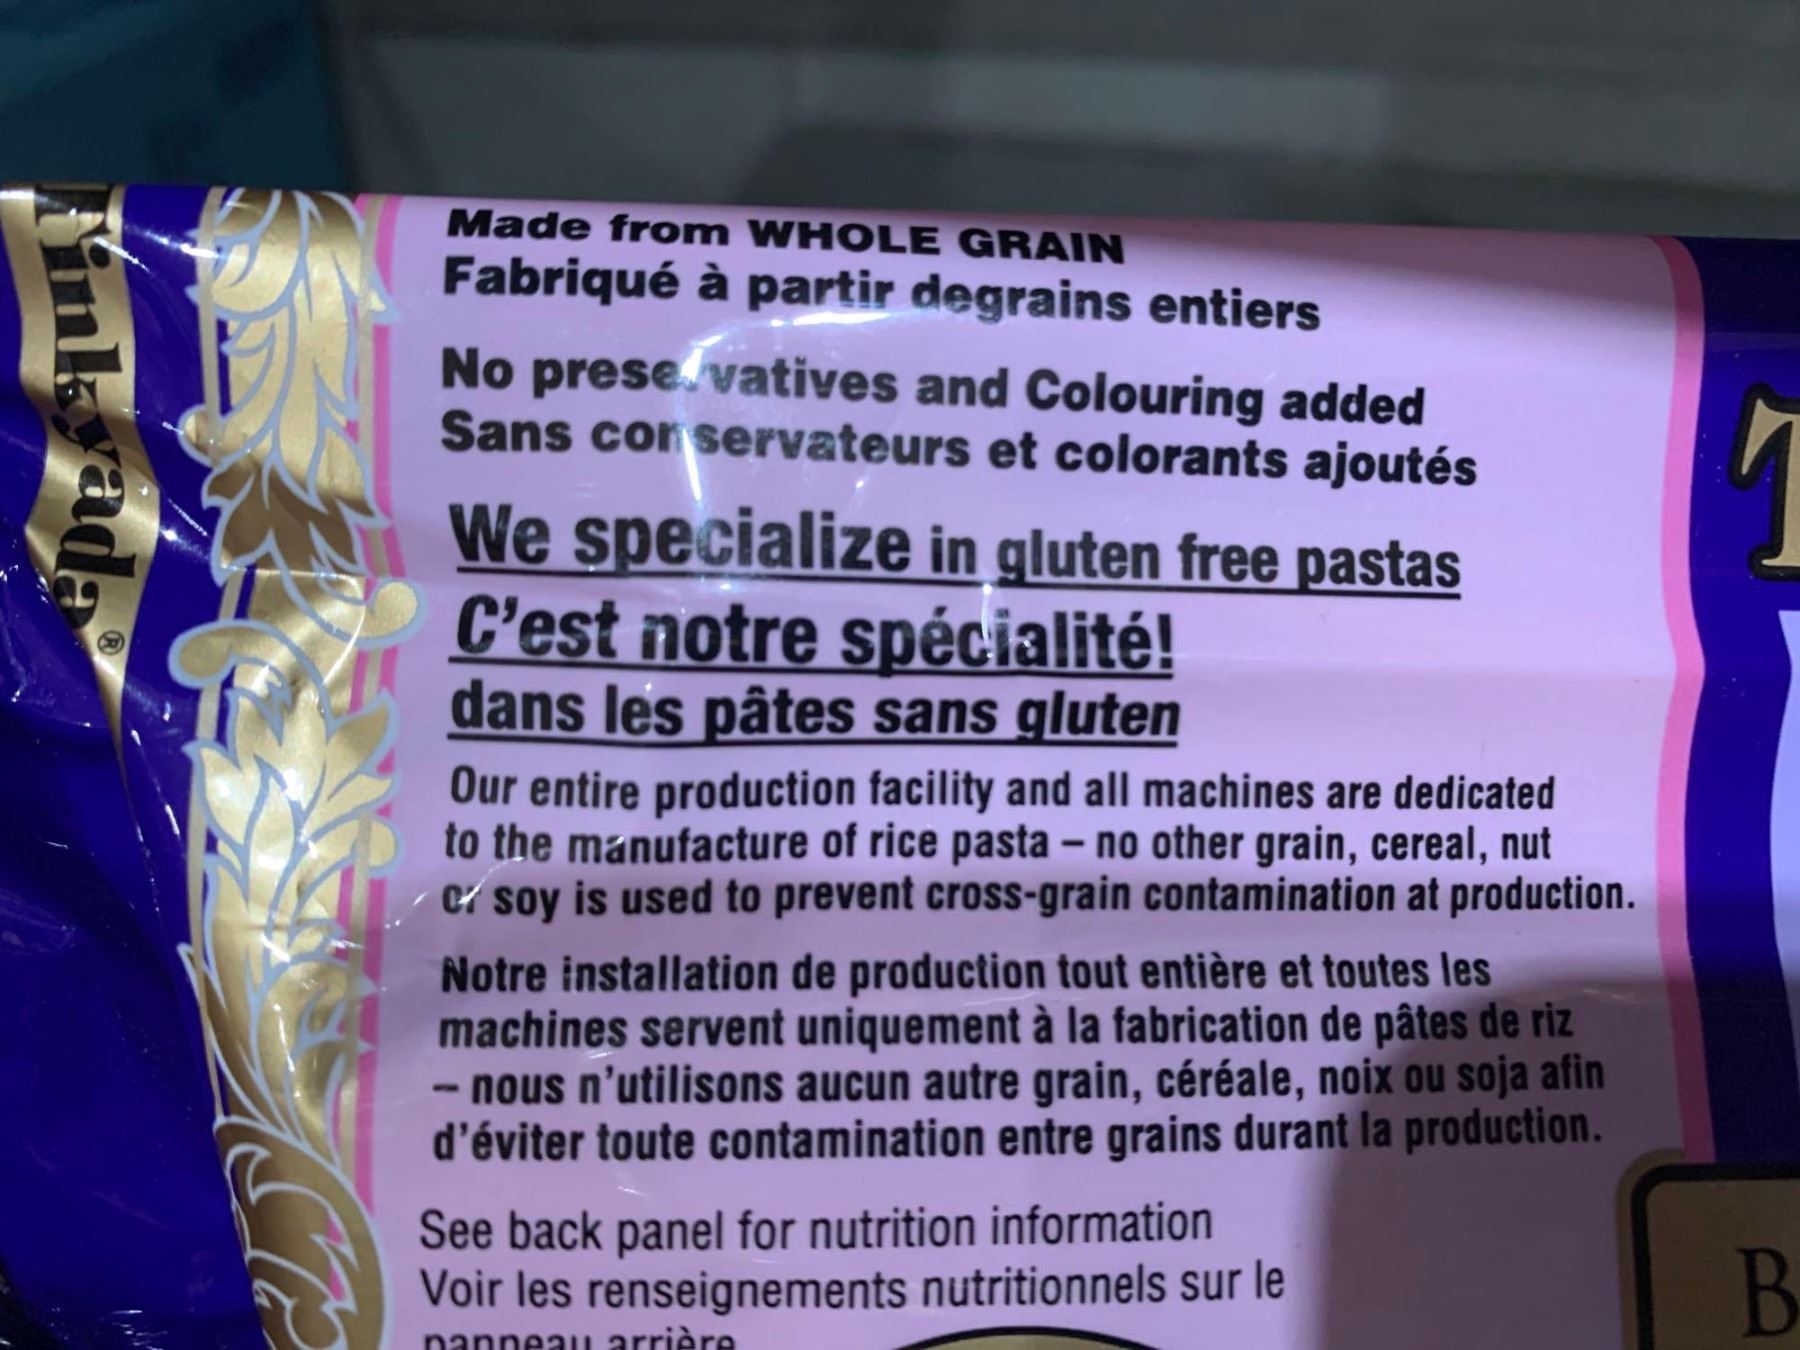 Tinkyada®
Made from WHOLE GRAIN
Fabriqué à partir degrains entiers
No preservatives and Colouring added
Sans conservateurs et colorants ajoutés
We specialize in gluten free pastas
C'est notre spécialité!
dans les pâtes sans gluten
Our entire production facility and all machines are dedicated
to the manufacture of rice pasta – no other grain, cereal, nut
or soy is used to prevent cross-grain contamination at production.
Notre installation de production tout entière et toutes les
machines servent uniquement à la fabrication de pâtes de riz
– nous n'utilisons aucun autre grain, céréale, noix ou soja afin
d'éviter toute contamination entre grains durant la production.
See back panel for nutrition information
Voir les renseignements nutritionnels sur le
panneau arrière
T
B